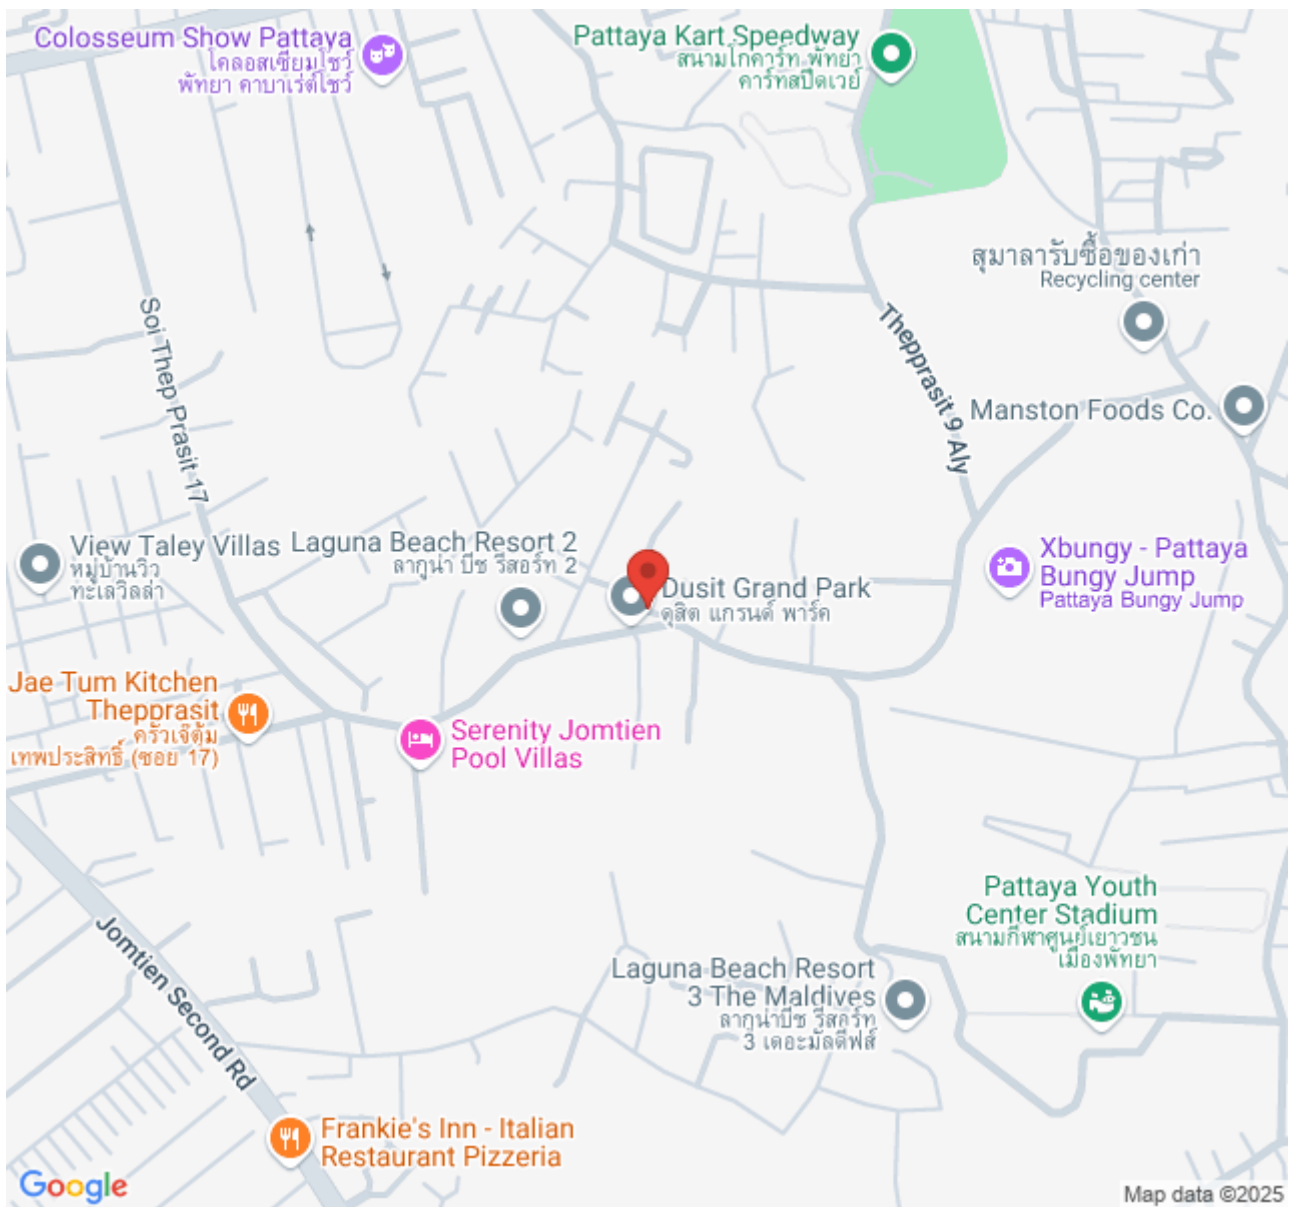 Colosseum Show Pattaya
โคลอสเซียมโชว์
พัทยา คาบาเร่ต์โชว์
Pattaya Kart Speedway
สนามโกคาร์ท พัทยา
คาร์ทสปีดเวย์
สุมาลารับซื้อของเก่า
Recycling center
Soi Thep Prasit 17
Thepprasit 9 Aly
Manston Foods Co.
View Taley Villas
หมู่บ้านวิว
ทะเลวิลล่า
Laguna Beach Resort 2
ลากูน่า บีช รีสอร์ท 2
Dusit Grand Park
ดุสิต แกรนด์ พาร์ค
Xbungy - Pattaya
Bungy Jump
Pattaya Bungy Jump
Jae Tum Kitchen
Thepprasit
ครัวเจ๊ตุ้ม
เทพประสิทธิ์ (ซอย 17)
Serenity Jomtien
Pool Villas
Jomtien Second Rd
Pattaya Youth
Center Stadium
สนามกีฬาศูนย์เยาวชน
เมืองพัทยา
Laguna Beach Resort
3 The Maldives
ลากูน่าบีช รีสอร์ท
3 เดอะมัลดีฟส์
Frankie's Inn - Italian
Restaurant Pizzeria
Google
Map data ©2025